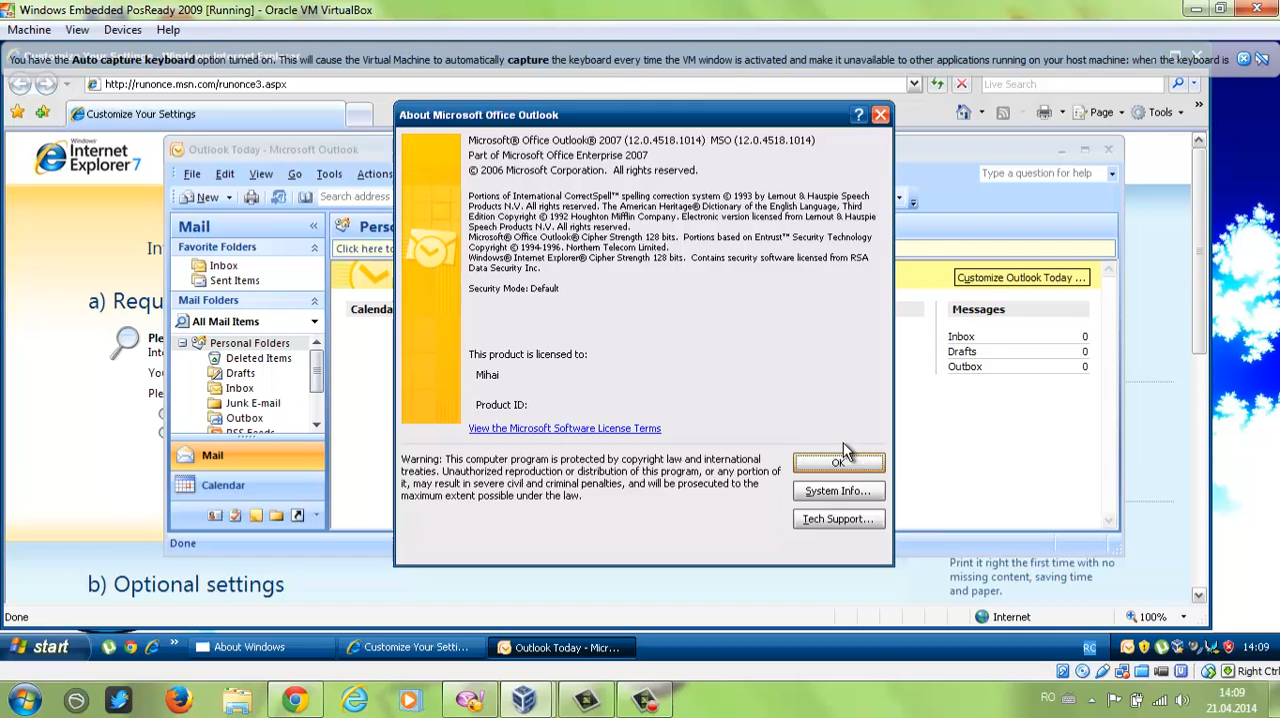 Windows Embedded PosReady 2009 [Running] - Oracle VM VirtualBox
Machine View Devices Help
You have the Auto capture keyboard option turned on. This will cause the Virtual Machine to automatically capture the keyboard every time the VM window is activated and make it unavailable to other applications running on your host machine: when the keyboard is
http://runonce.msn.com/runonce3.aspx
Live Search
Customize Your Settings
Page Tools »
Windows
Internet
Explorer 7
Outlook Today - Microsoft Outlook
File Edit View Go Tools Actions
Type a question for help
New
Search address
Mail «
Favorite Folders
Inbox
Sent Items
Mail Folders
All Mail Items
Personal Folders
Deleted Items
Drafts
Inbox
Junk E-mail
Outbox
RSS Feeds
Mail
Calendar
Done
Click here to
Customize Outlook Today ...
Messages
Inbox 0
Drafts 0
Outbox 0
About Microsoft Office Outlook
Microsoft® Office Outlook® 2007 (12.0.4518.1014) MSO (12.0.4518.1014)
Part of Microsoft Office Enterprise 2007
© 2006 Microsoft Corporation. All rights reserved.
Portions of International CorrectSpell™ spelling correction system © 1993 by Lernout & Hauspie Speech
Products N.V. All rights reserved. The American Heritage® Dictionary of the English Language, Third
Edition Copyright © 1992 Houghton Mifflin Company. Electronic version licensed from Lernout & Hauspie
Speech Products N.V. All rights reserved.
Microsoft® Office Outlook® Cipher Strength 128 bits. Portions based on Entrust™ Security Technology
Copyright © 1994-1996. Northern Telecom Limited.
Windows® Internet Explorer® Cipher Strength 128 bits. Contains security software licensed from RSA
Data Security Inc.
Security Mode: Default
This product is licensed to:
Mihai
Product ID:
View the Microsoft Software License Terms
Warning: This computer program is protected by copyright law and international
treaties. Unauthorized reproduction or distribution of this program, or any portion of
it, may result in severe civil and criminal penalties, and will be prosecuted to the
maximum extent possible under the law.
OK
System Info...
Tech Support...
b) Optional settings
Print it right the first time with no
missing content, saving time
and paper.
Done
Internet
100%
start
About Windows
Customize Your Setti...
Outlook Today - Micr...
RC
14:09
Right Ctrl
RO
14:09
21.04.2014